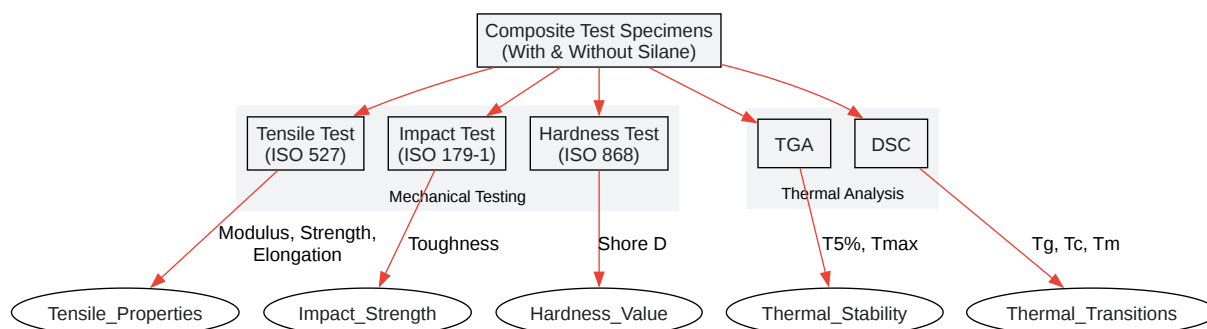 Composite Test Specimens
(With & Without Silane)
Tensile Test
(ISO 527)
Impact Test
(ISO 179-1)
Hardness Test
(ISO 868)
TGA
DSC
Mechanical Testing
Thermal Analysis
Modulus, Strength,
Elongation
Toughness
Shore D
T5%, Tmax
Tg, Tc, Tm
Tensile_Properties
Impact_Strength
Hardness_Value
Thermal_Stability
Thermal_Transitions